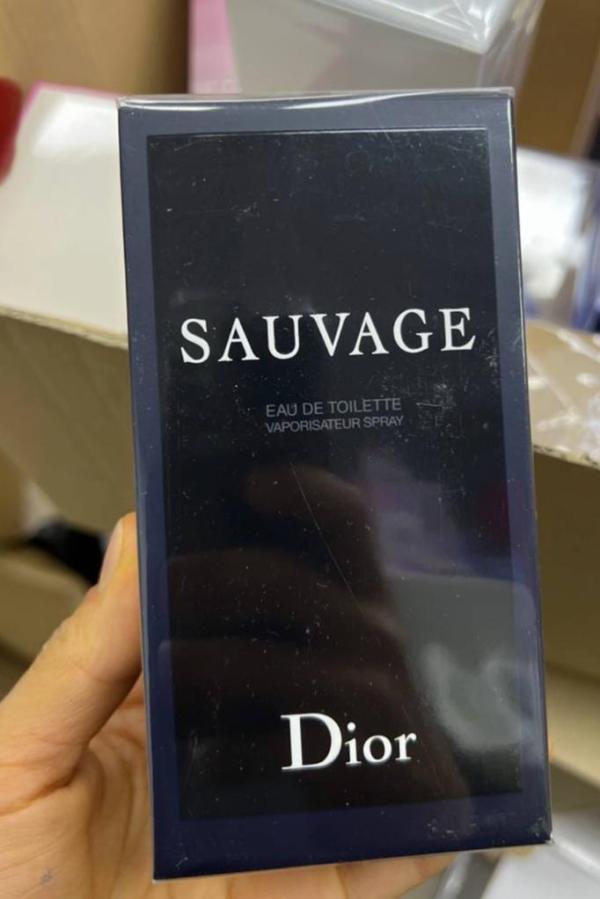 SAUVAGE
EAU DE TOILETTE
VAPORISATEUR SPRAY
Dior